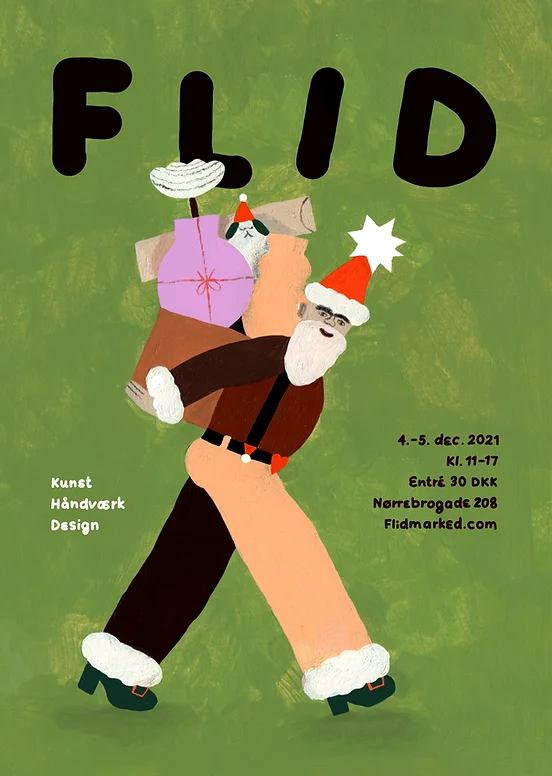 FLID
Kunst
Håndværk
Design
4.-5. dec. 2021
Kl. 11-17
Entré 30 DKK
Nørrebrogade 208
Flidmarked.com